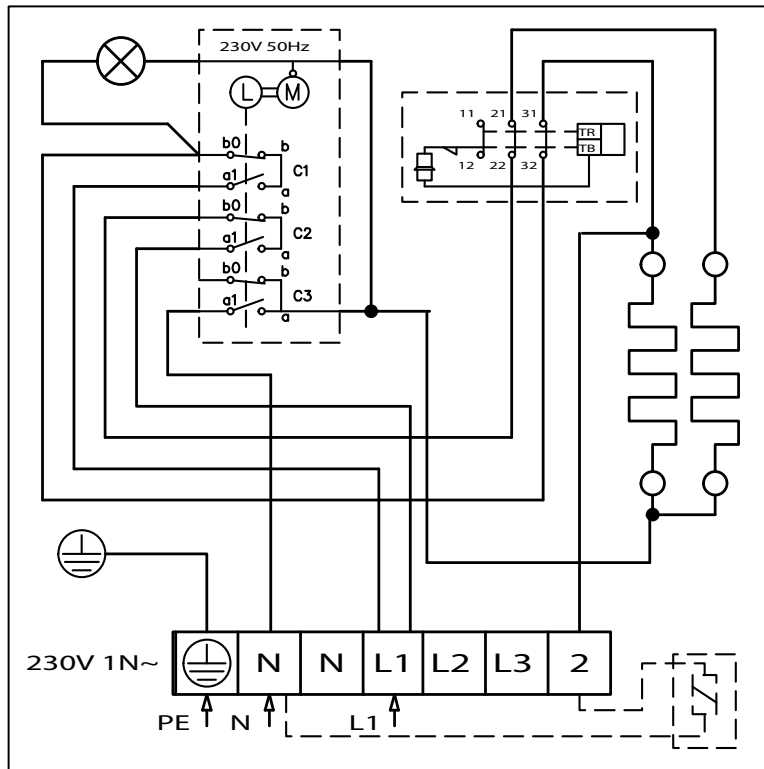 230V 50Hz
L M
11 21 31
TR
TB
12 22 32
b0 b
C1
a1 a
b0 b
C2
a1 a
b0 b
C3
a1 a
230V 1N~ N N L1 L2 L3 2
PE N L1